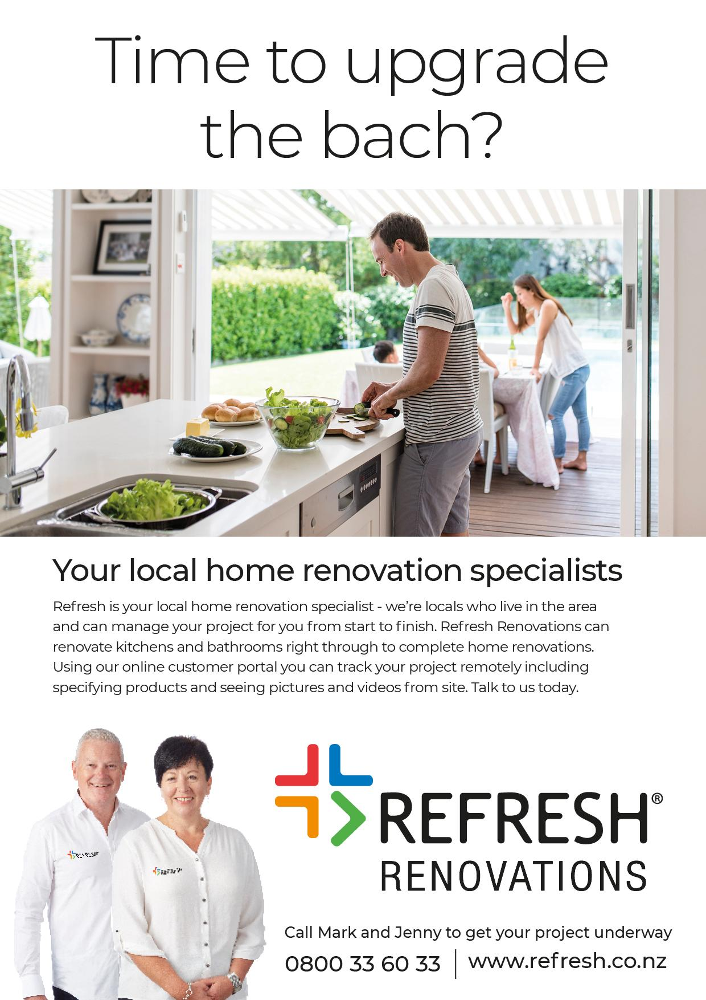 Time to upgrade
the bach?
Your local home renovation specialists
Refresh is your local home renovation specialist - we’re locals who live in the area
and can manage your project for you from start to finish. Refresh Renovations can
renovate kitchens and bathrooms right through to complete home renovations.
Using our online customer portal you can track your project remotely including
specifying products and seeing pictures and videos from site. Talk to us today.
REFRESH®
RENOVATIONS
REFRESH
REFRESH
Call Mark and Jenny to get your project underway
0800 33 60 33 | www.refresh.co.nz